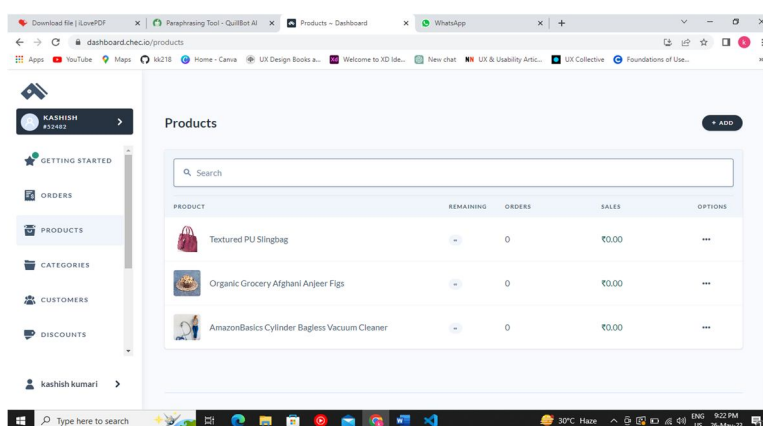 Download file | iLovePDF
Paraphrasing Tool - QuillBot AI
Products ~ Dashboard
WhatsApp
dashboard.chec.io/products
Apps
YouTube
Maps
kk218
Home - Canva
UX Design Books a...
Welcome to XD Ide...
New chat
UX & Usability Artic...
UX Collective
Foundations of Use...
KASHISH
#52482
GETTING STARTED
ORDERS
PRODUCTS
CATEGORIES
CUSTOMERS
DISCOUNTS
kashish kumari
Products
+ ADD
Search
PRODUCT REMAINING ORDERS SALES OPTIONS
Textured PU Slingbag ∞ 0 ₹0.00
Organic Grocery Afghani Anjeer Figs ∞ 0 ₹0.00
AmazonBasics Cylinder Bagless Vacuum Cleaner ∞ 0 ₹0.00
Type here to search
30°C Haze
ENG 9:22 PM
US 26-May-23